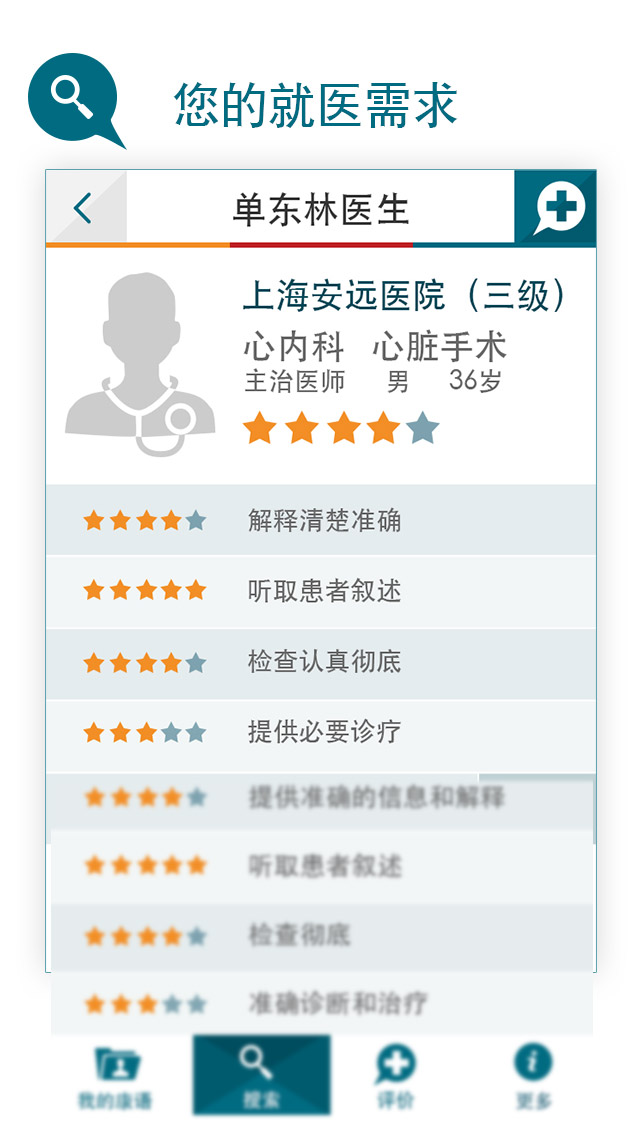 您的就医需求
单东林医生
上海安远医院（三级）
心内科 心脏手术
主治医师 男 36岁
解释清楚准确
听取患者叙述
检查认真彻底
提供必要诊疗
提供准确的信息和解释
听取患者叙述
检查彻底
准确诊断和治疗
我的康语 搜索 评价 更多